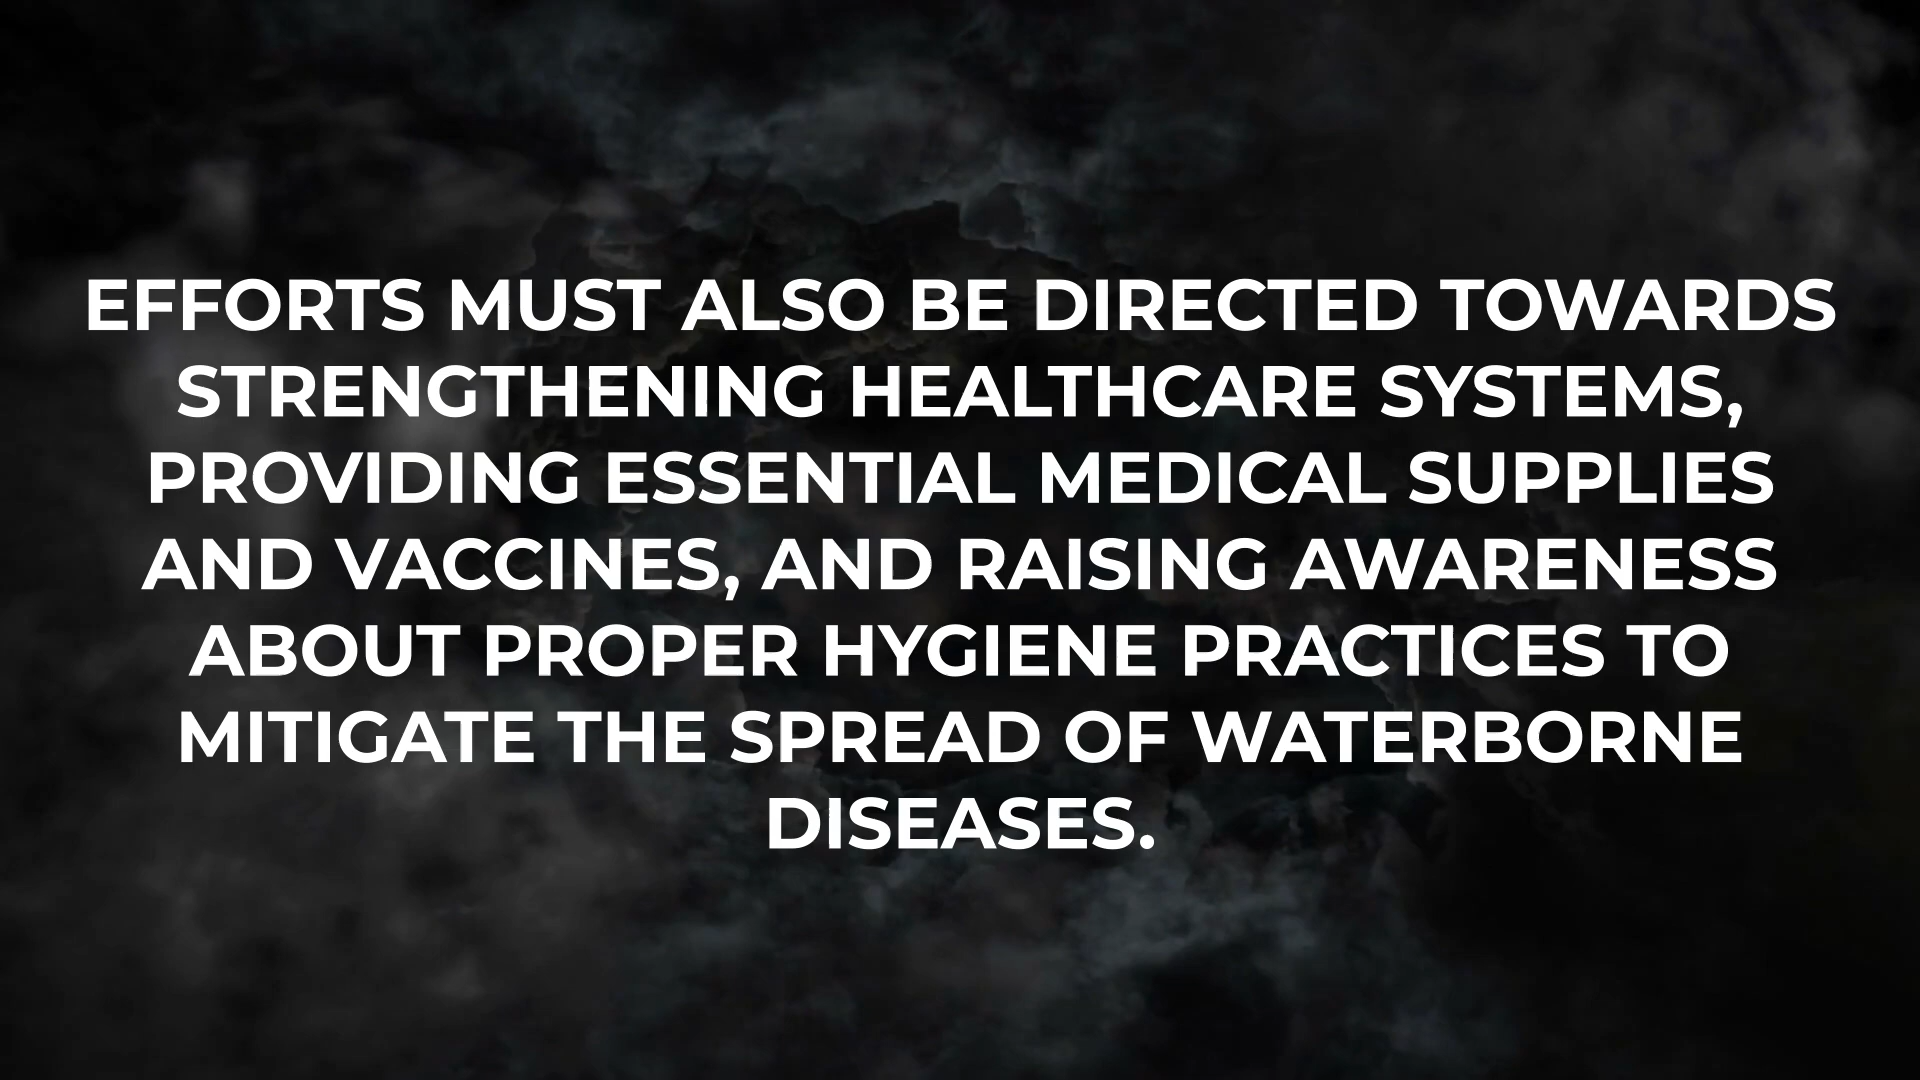 EFFORTS MUST ALSO BE DIRECTED TOWARDS
STRENGTHENING HEALTHCARE SYSTEMS,
PROVIDING ESSENTIAL MEDICAL SUPPLIES
AND VACCINES, AND RAISING AWARENESS
ABOUT PROPER HYGIENE PRACTICES TO
MITIGATE THE SPREAD OF WATERBORNE
DISEASES.